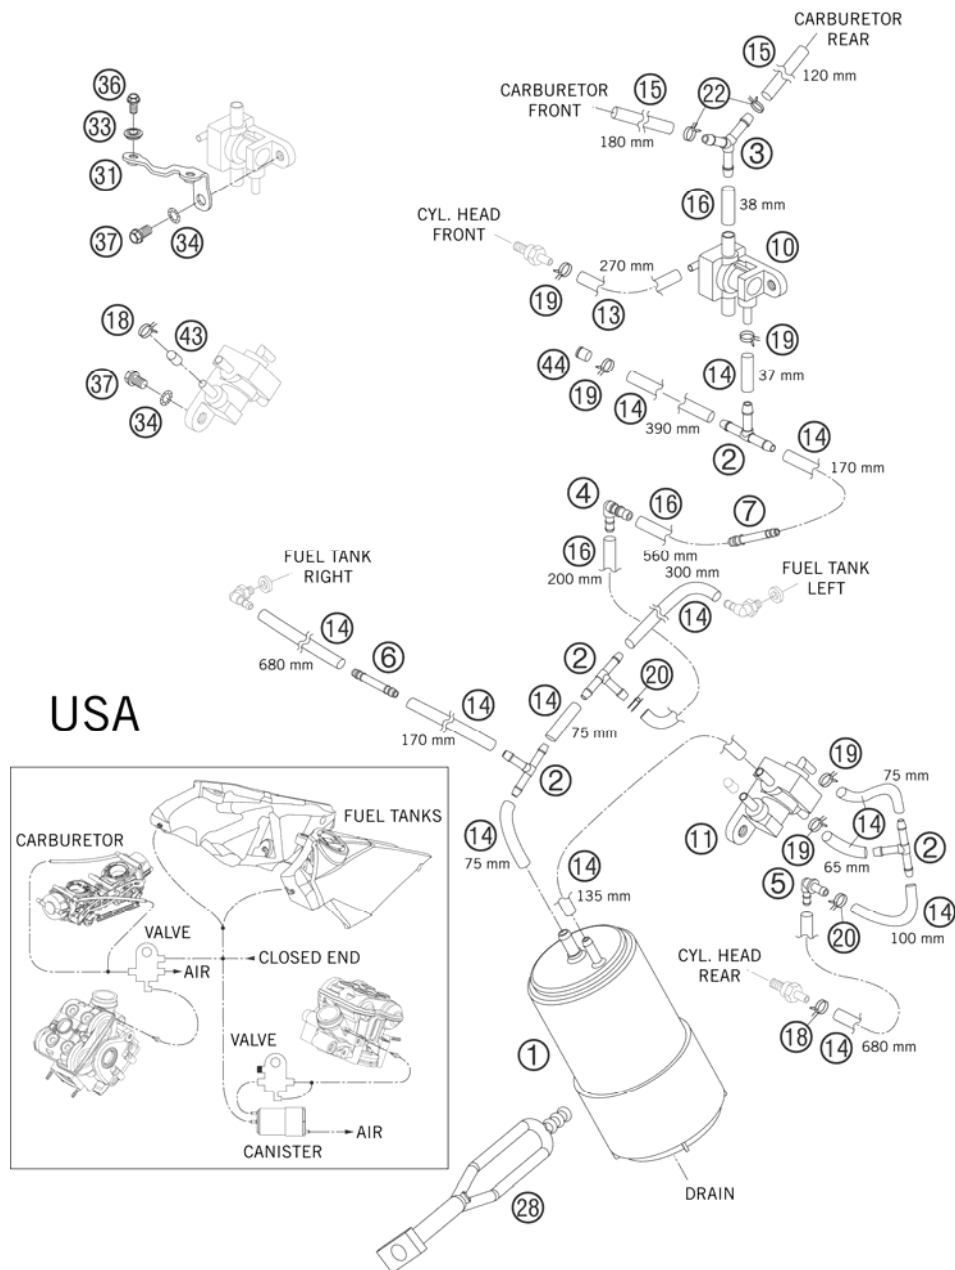 CARBURETOR
REAR
15
120 mm
36
22
CARBURETOR
FRONT
15
33
180 mm
3
31
16
38 mm
CYL. HEAD
FRONT
10
37
34
270 mm
19
13
18
43
19
44
14
37 mm
37
19
14
34
390 mm
2
14
170 mm
4
16
7
16
560 mm
FUEL TANK
RIGHT
200 mm
300 mm
FUEL TANK
LEFT
14
14
680 mm
6
2
20
USA
14
14
75 mm
170 mm
2
19
75 mm
14
FUEL TANKS
CARBURETOR
14
11
19
2
75 mm
14
65 mm
135 mm
5
14
VALVE
20
100 mm
CLOSED END
AIR
CYL. HEAD
REAR
VALVE
1
18
14
680 mm
AIR
CANISTER
DRAIN
28